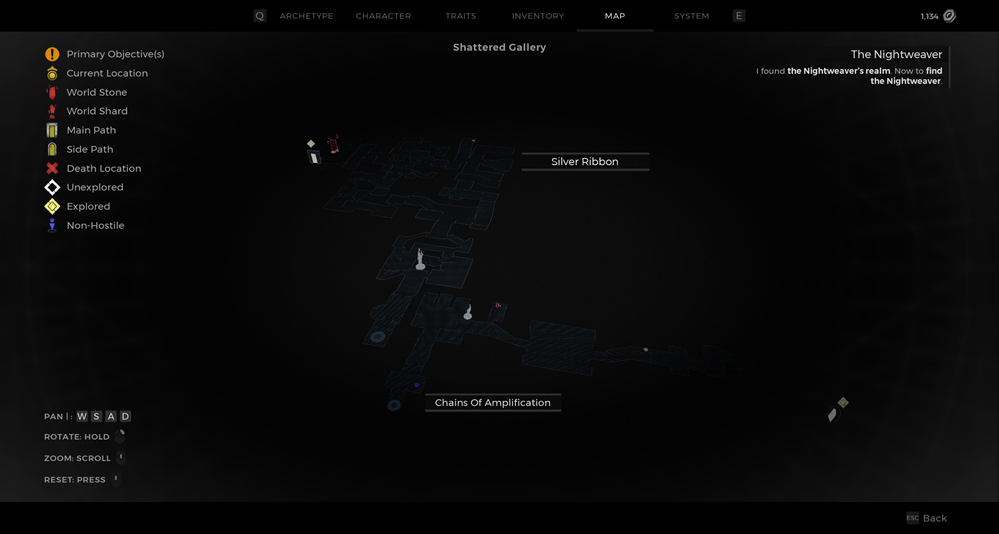 Q ARCHETYPE CHARACTER TRAITS INVENTORY MAP SYSTEM E 1,134
Shattered Gallery
The Nightweaver
I found the Nightweaver's realm. Now to find
the Nightweaver.
Primary Objective(s)
Current Location
World Stone
World Shard
Main Path
Side Path
Death Location
Unexplored
Explored
Non-Hostile
Silver Ribbon
Chains Of Amplification
PAN | : W S A D
ROTATE: HOLD
ZOOM: SCROLL
RESET: PRESS
ESC Back